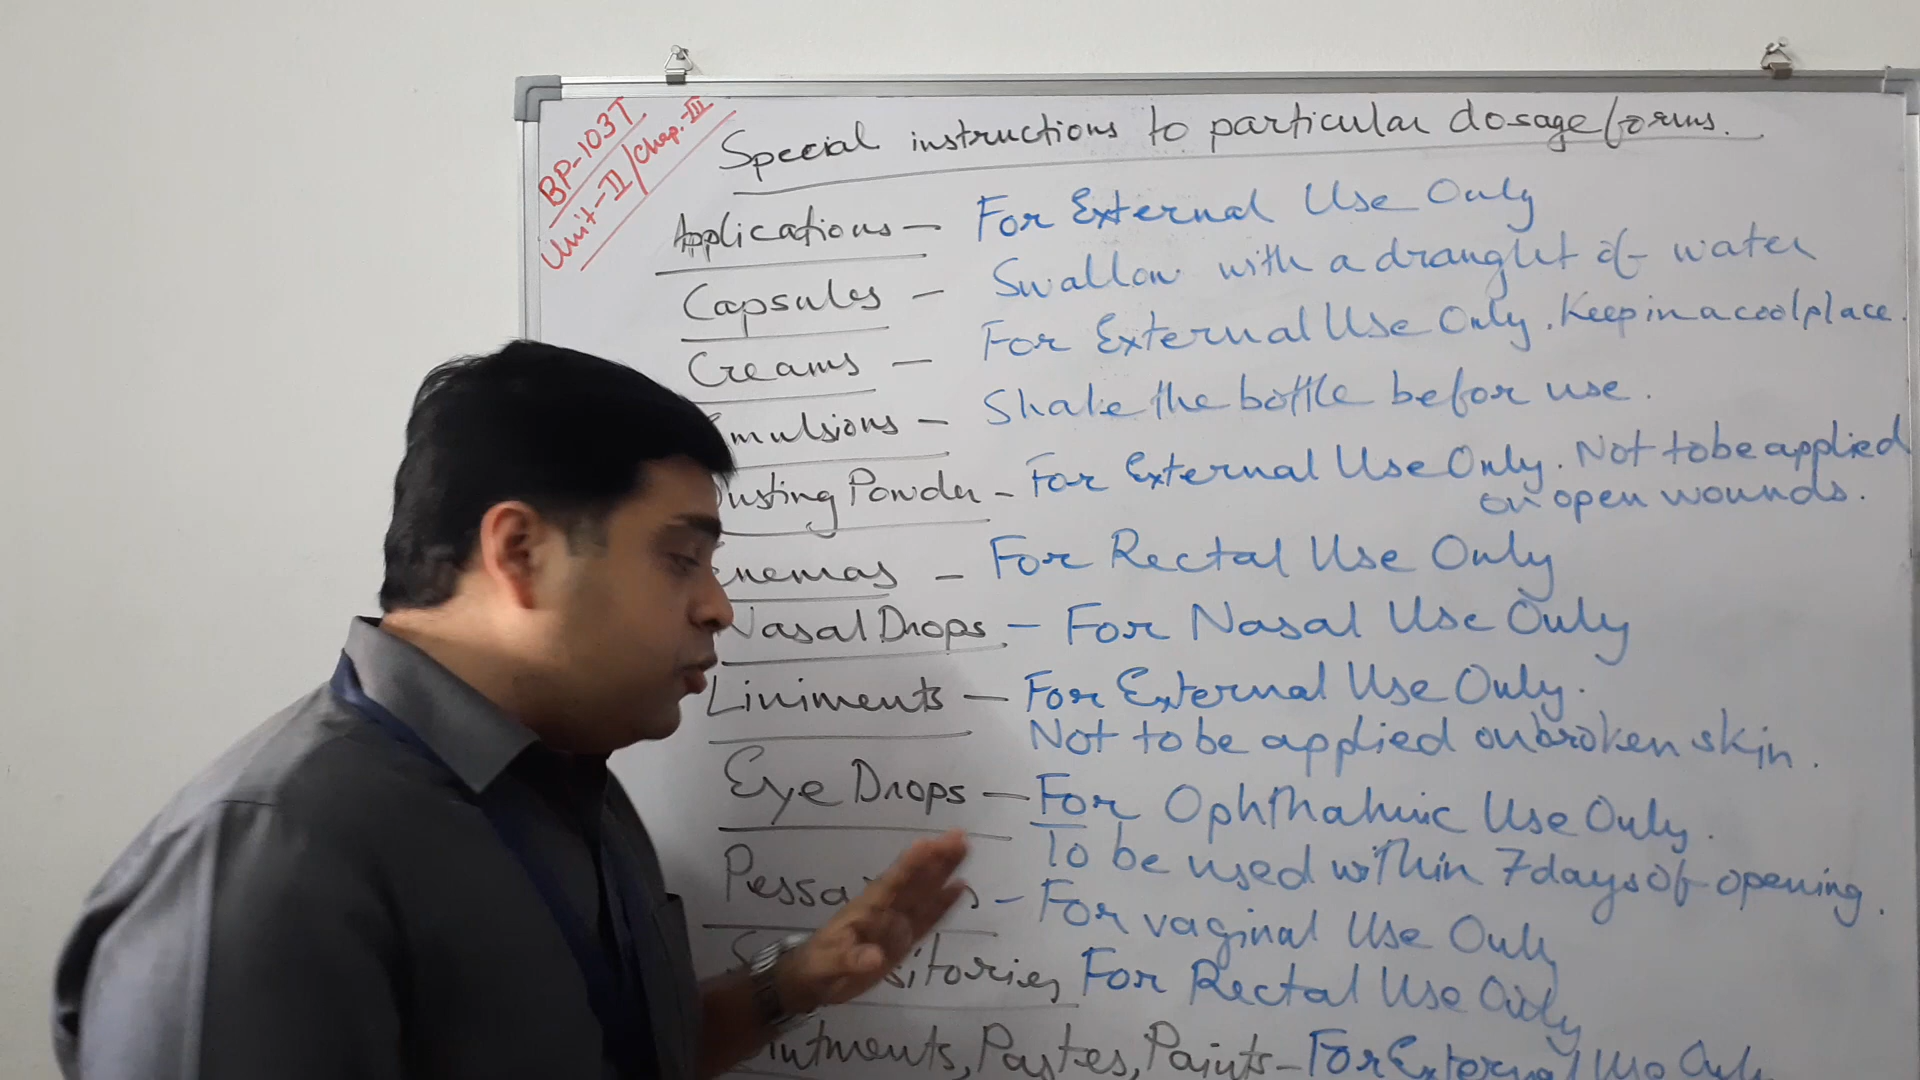 BP-103T
Unit-II/Chap.-III
Special instructions to particular dosage forms.
Applications - For External Use Only
Capsules - Swallow with a draught of water
Creams - For External Use Only. Keep in a cool place.
mulsions - Shake the bottle befor use.
usting Powder - For External Use Only. Not to be applied
on open wounds.
nemas - For Rectal Use Only
Nasal Drops - For Nasal Use Only
Liniments - For External Use Only.
Not to be applied on broken skin.
Eye Drops - For Ophthalmic Use Only.
To be used within 7 days of opening.
Pessa s - For vaginal Use Only
S sitories For Rectal Use Only
intments, Pastes, Paints - For External Use Only